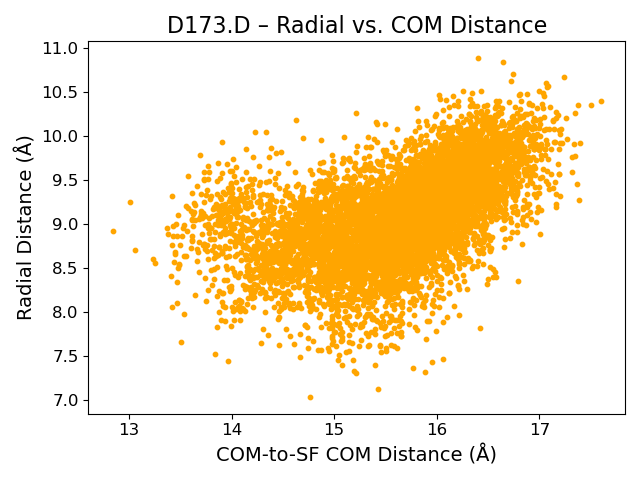 D173.D – Radial vs. COM Distance
11.0
10.5
10.0
9.5
9.0
8.5
8.0
7.5
7.0
Radial Distance (Å)
13 14 15 16 17
COM-to-SF COM Distance (Å)